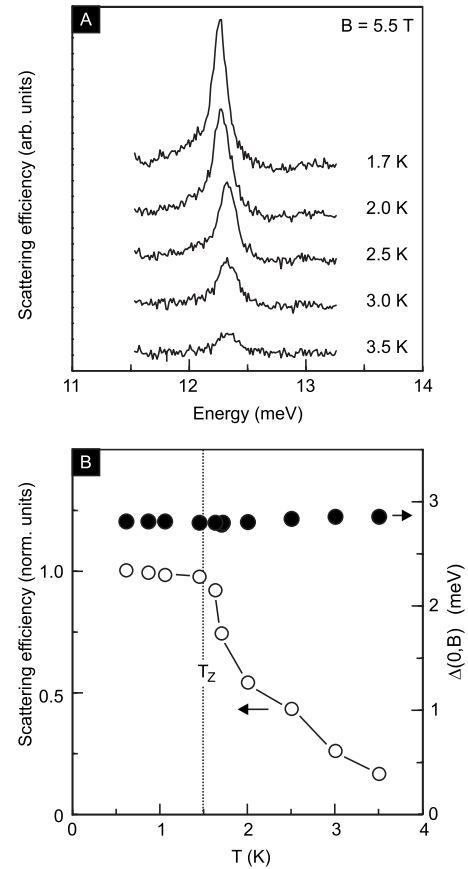 A
B = 5.5 T
Scattering efficiency (arb. units)
1.7 K
2.0 K
2.5 K
3.0 K
3.5 K
11 12 13 14
Energy (meV)
B
Scattering efficiency (norm. units)
1.0
0.5
0
3
2
1
0
Δ(0,B) (meV)
T_Z
0 1 2 3 4
T (K)